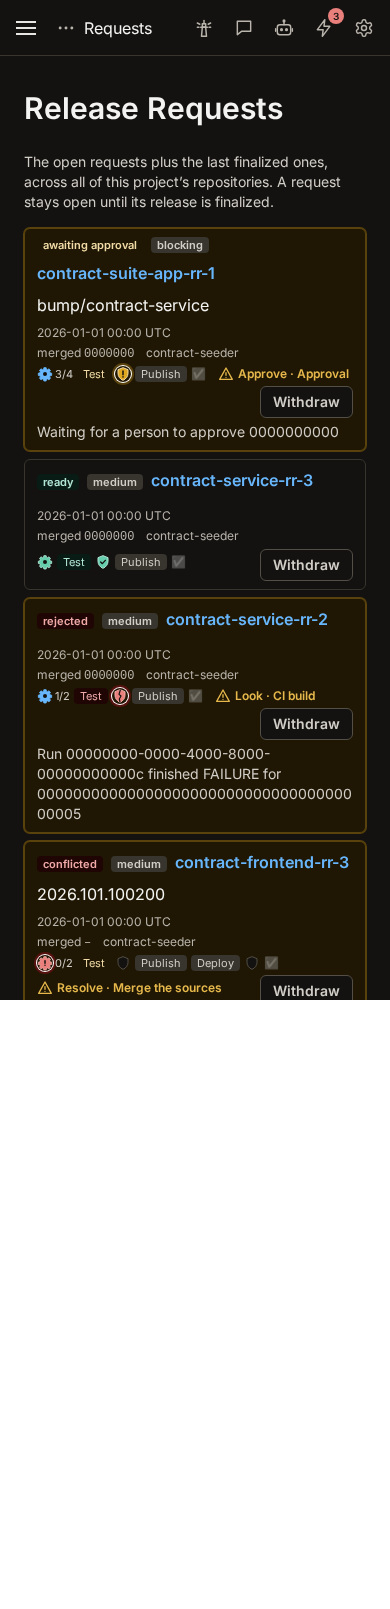 Requests
3
Release Requests
The open requests plus the last finalized ones,
across all of this project's repositories. A request
stays open until its release is finalized.
awaiting approval blocking
contract-suite-app-rr-1
bump/contract-service
2026-01-01 00:00 UTC
merged 0000000 contract-seeder
3/4 Test Publish Approve · Approval
Withdraw
Waiting for a person to approve 0000000000
ready medium contract-service-rr-3
2026-01-01 00:00 UTC
merged 0000000 contract-seeder
Test Publish
Withdraw
rejected medium contract-service-rr-2
2026-01-01 00:00 UTC
merged 0000000 contract-seeder
1/2 Test Publish Look · CI build
Withdraw
Run 00000000-0000-4000-8000-
00000000000c finished FAILURE for
00000000000000000000000000000000000
00005
conflicted medium contract-frontend-rr-3
2026.101.100200
2026-01-01 00:00 UTC
merged – contract-seeder
0/2 Test Publish Deploy
Resolve · Merge the sources
Withdraw